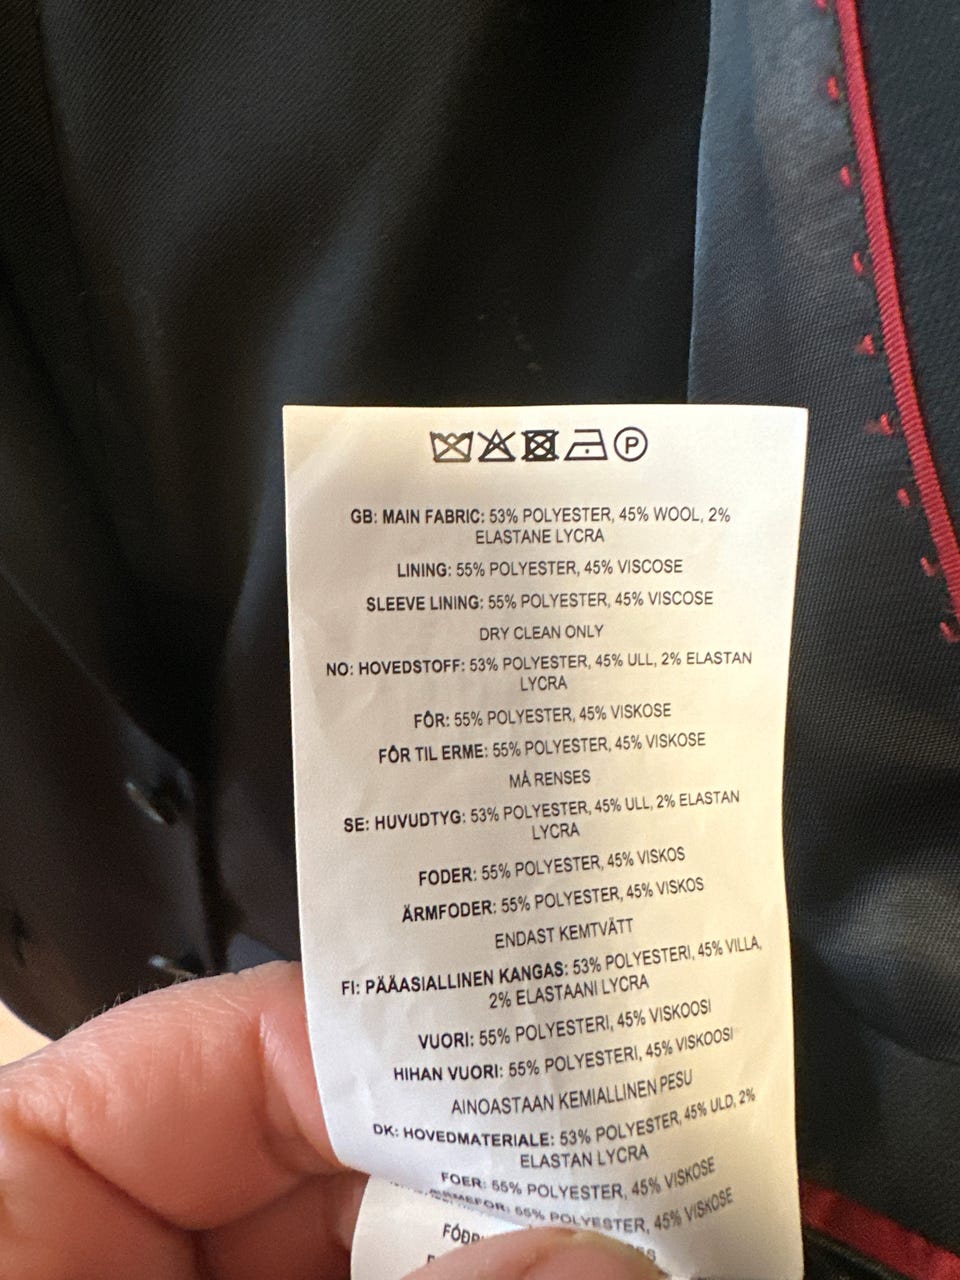 P
GB: MAIN FABRIC: 53% POLYESTER, 45% WOOL, 2%
ELASTANE LYCRA
LINING: 55% POLYESTER, 45% VISCOSE
SLEEVE LINING: 55% POLYESTER, 45% VISCOSE
DRY CLEAN ONLY
NO: HOVEDSTOFF: 53% POLYESTER, 45% ULL, 2% ELASTAN
LYCRA
FÔR: 55% POLYESTER, 45% VISKOSE
FÔR TIL ERME: 55% POLYESTER, 45% VISKOSE
MÅ RENSES
SE: HUVUDTYG: 53% POLYESTER, 45% ULL, 2% ELASTAN
LYCRA
FODER: 55% POLYESTER, 45% VISKOS
ÄRMFODER: 55% POLYESTER, 45% VISKOS
ENDAST KEMTVÄTT
FI: PÄÄASIALLINEN KANGAS: 53% POLYESTERI, 45% VILLA,
2% ELASTAANI LYCRA
VUORI: 55% POLYESTERI, 45% VISKOOSI
HIHAN VUORI: 55% POLYESTERI, 45% VISKOOSI
AINOASTAAN KEMIALLINEN PESU
DK: HOVEDMATERIALE: 53% POLYESTER, 45% ULD, 2%
ELASTAN LYCRA
FOER: 55% POLYESTER, 45% VISKOSE
55% POLYESTER, 45% VISKOSE